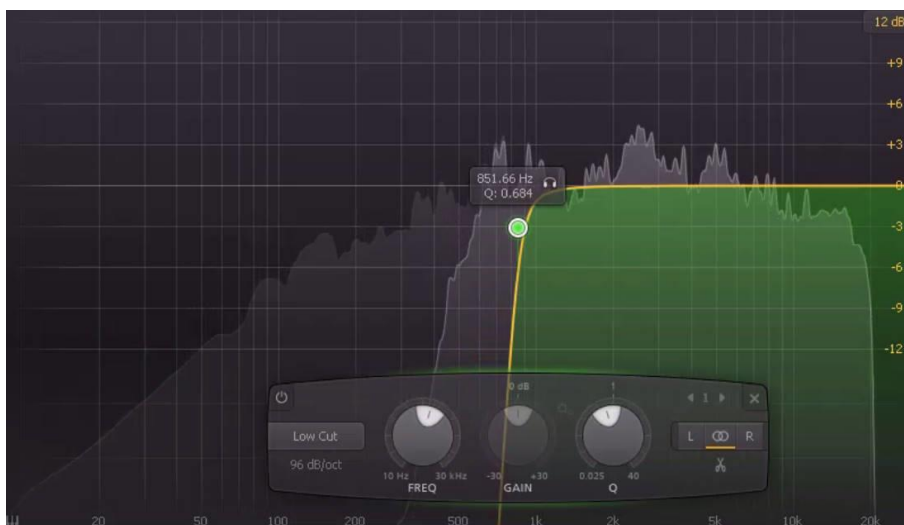 12 dB
+9
+6
+3
0
-3
-6
-9
-12
851.66 Hz
Q: 0.684
0 dB
1
1
Low Cut
L
R
96 dB/oct
10 Hz
30 kHz
-30
+30
0.025
40
FREQ
GAIN
Q
20
50
100
200
500
1k
2k
5k
10k
20k